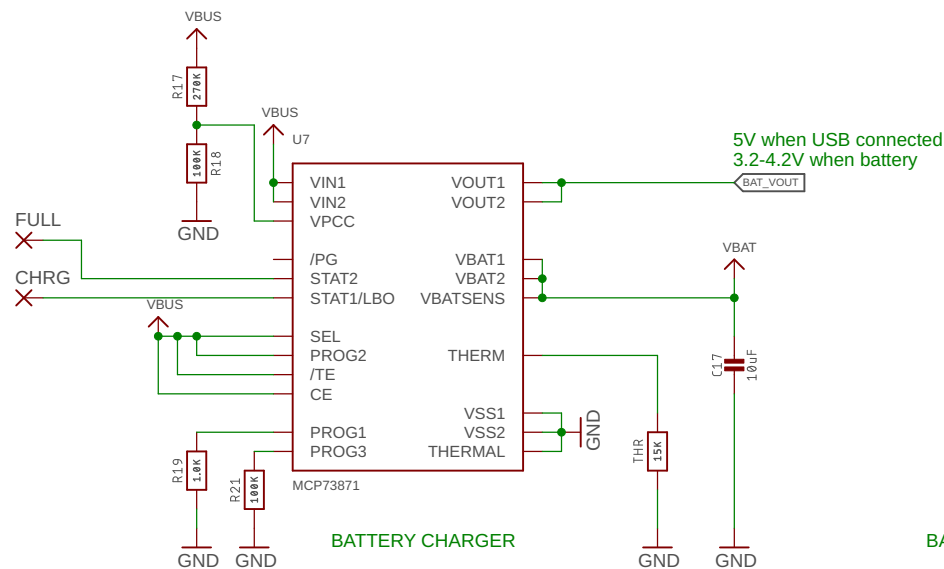 VBUS
R17
270K
VBUS
U7
R18
100K
GND
5V when USB connected
3.2-4.2V when battery
BAT_VOUT
VIN1
VIN2
VPCC
VOUT1
VOUT2
FULL
/PG
STAT2
STAT1/LBO
VBAT1
VBAT2
VBATSENS
VBAT
CHRG
VBUS
SEL
PROG2
/TE
CE
THERM
C17
10uF
PROG1
PROG3
VSS1
VSS2
THERMAL
GND
R19
1.0K
R21
100K
THR
15K
MCP73871
BATTERY CHARGER
GND
GND
GND
GND
BA